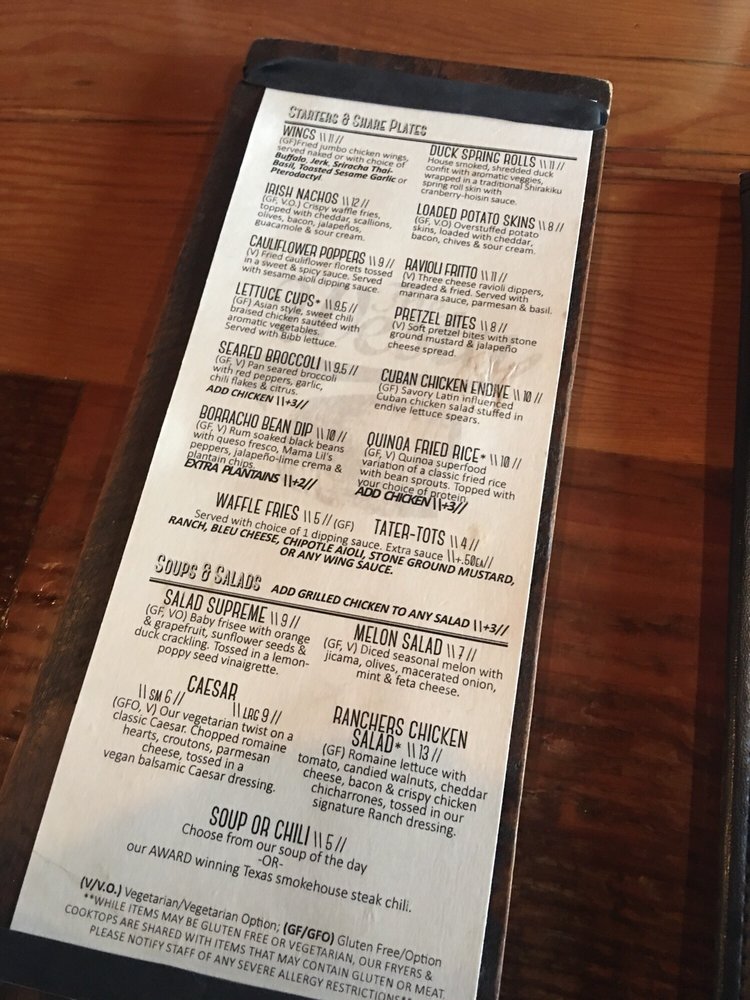 STARTERS & SHARE PLATES
WINGS \\ 11 //
(GF)Fried jumbo chicken wings,
served naked or with choice of
Buffalo, Jerk, Sriracha Thai-
Basil, Toasted Sesame Garlic or
Pterodactyl
IRISH NACHOS \\ 12 //
(GF, V.O.) Crispy waffle fries,
topped with cheddar, scallions,
olives, bacon, jalapeños,
guacamole & sour cream.
CAULIFLOWER POPPERS \\ 9 //
(V) Fried cauliflower florets tossed
in a sweet & spicy sauce. Served
with sesame aioli dipping sauce.
LETTUCE CUPS* \\ 9.5 //
(GF) Asian style, sweet chili
braised chicken sautéed with
aromatic vegetables.
Served with Bibb lettuce.
SEARED BROCCOLI \\ 9.5 //
(GF, V) Pan seared broccoli
with red peppers, garlic,
chili flakes & citrus.
ADD CHICKEN \\+3//
BORRACHO BEAN DIP \\ 10 //
(GF, V) Rum soaked black beans
with queso fresco, Mama Lil's
peppers, jalapeño-lime crema &
plantain chips.
EXTRA PLANTAINS \\+2//
DUCK SPRING ROLLS \\ 11 //
House smoked, shredded duck
confit with aromatic veggies,
wrapped in a traditional Shirakiku
spring roll skin with
cranberry-hoisin sauce.
LOADED POTATO SKINS \\ 8 //
(GF, V.O) Overstuffed potato
skins, loaded with cheddar,
bacon, chives & sour cream.
RAVIOLI FRITTO \\ 11 //
(V) Three cheese ravioli dippers,
breaded & fried. Served with
marinara sauce, parmesan & basil.
PRETZEL BITES \\ 8 //
(V) Soft pretzel bites with stone
ground mustard & jalapeño
cheese spread.
CUBAN CHICKEN ENDIVE \\ 10 //
(GF) Savory Latin influenced
Cuban chicken salad stuffed in
endive lettuce spears.
QUINOA FRIED RICE* \\ 10 //
(GF, V) Quinoa superfood
variation of a classic fried rice
with bean sprouts. Topped with
your choice of protein.
ADD CHICKEN \\+3//
WAFFLE FRIES \\ 5 // (GF) TATER-TOTS \\ 4 //
Served with choice of 1 dipping sauce. Extra sauce \\+.50EA//
RANCH, BLEU CHEESE, CHIPOTLE AIOLI, STONE GROUND MUSTARD,
OR ANY WING SAUCE.
SOUPS & SALADS ADD GRILLED CHICKEN TO ANY SALAD \\+3//
SALAD SUPREME \\ 9 //
(GF, VO) Baby frisee with orange
& grapefruit, sunflower seeds &
duck crackling. Tossed in a lemon-
poppy seed vinaigrette.
MELON SALAD \\ 7 //
(GF, V) Diced seasonal melon with
jicama, olives, macerated onion,
mint & feta cheese.
CAESAR
\\ SM 6 // \\ LRG 9 //
(GFO, V) Our vegetarian twist on a
classic Caesar. Chopped romaine
hearts, croutons, parmesan
cheese, tossed in a
vegan balsamic Caesar dressing.
RANCHERS CHICKEN
SALAD* \\ 13 //
(GF) Romaine lettuce with
tomato, candied walnuts, cheddar
cheese, bacon & crispy chicken
chicharrones, tossed in our
signature Ranch dressing.
SOUP OR CHILI \\ 5 //
Choose from our soup of the day
-OR-
our AWARD winning Texas smokehouse steak chili.
(V/V.O.) Vegetarian/Vegetarian Option; (GF/GFO) Gluten Free/Option
**WHILE ITEMS MAY BE GLUTEN FREE OR VEGETARIAN, OUR FRYERS &
COOKTOPS ARE SHARED WITH ITEMS THAT MAY CONTAIN GLUTEN OR MEAT.
PLEASE NOTIFY STAFF OF ANY SEVERE ALLERGY RESTRICTIONS**